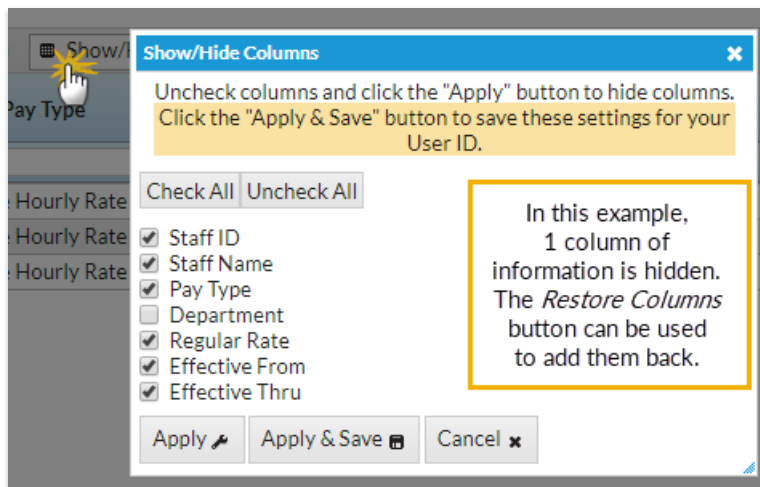 Show/H
Show/Hide Columns
Pay Type
Uncheck columns and click the "Apply" button to hide columns.
Click the "Apply & Save" button to save these settings for your
User ID.
Check All Uncheck All
Hourly Rate
Hourly Rate
Hourly Rate
Staff ID
Staff Name
Pay Type
Department
Regular Rate
Effective From
Effective Thru
In this example,
1 column of
information is hidden.
The Restore Columns
button can be used
to add them back.
Apply Apply & Save Cancel